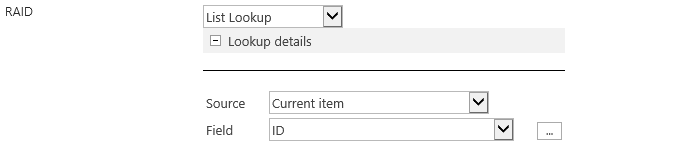 RAID
List Lookup
Lookup details
Source Current item
Field ID ...